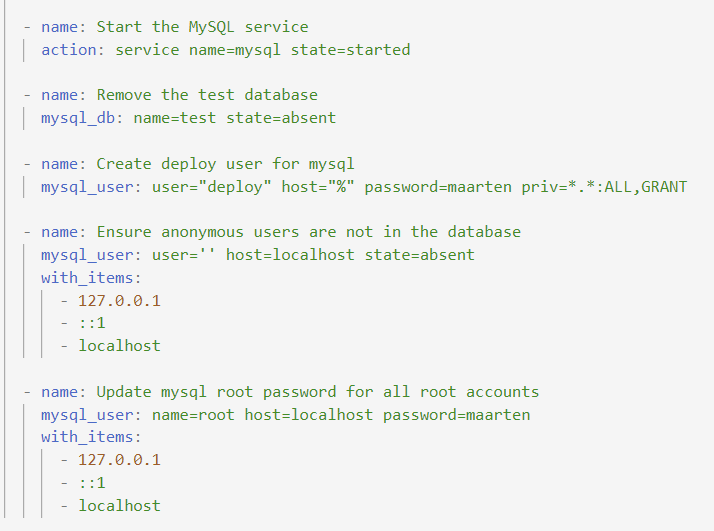 - name: Start the MySQL service
  action: service name=mysql state=started

- name: Remove the test database
  mysql_db: name=test state=absent

- name: Create deploy user for mysql
  mysql_user: user="deploy" host="%" password=maarten priv=*.*:ALL,GRANT

- name: Ensure anonymous users are not in the database
  mysql_user: user='' host=localhost state=absent
  with_items:
    - 127.0.0.1
    - ::1
    - localhost

- name: Update mysql root password for all root accounts
  mysql_user: name=root host=localhost password=maarten
  with_items:
    - 127.0.0.1
    - ::1
    - localhost